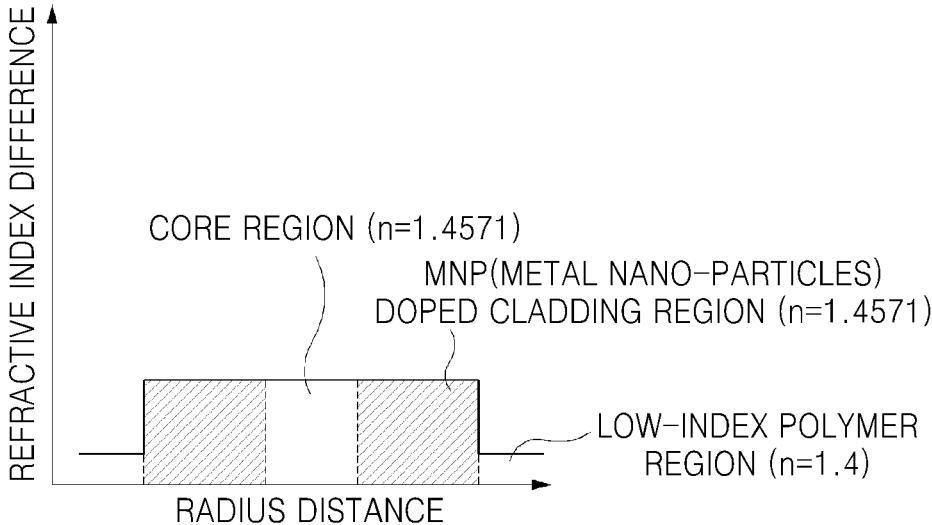 REFRACTIVE INDEX DIFFERENCE
CORE REGION (n=1.4571)
MNP(METAL NANO-PARTICLES)
DOPED CLADDING REGION (n=1.4571)
LOW-INDEX POLYMER
REGION (n=1.4)
RADIUS DISTANCE